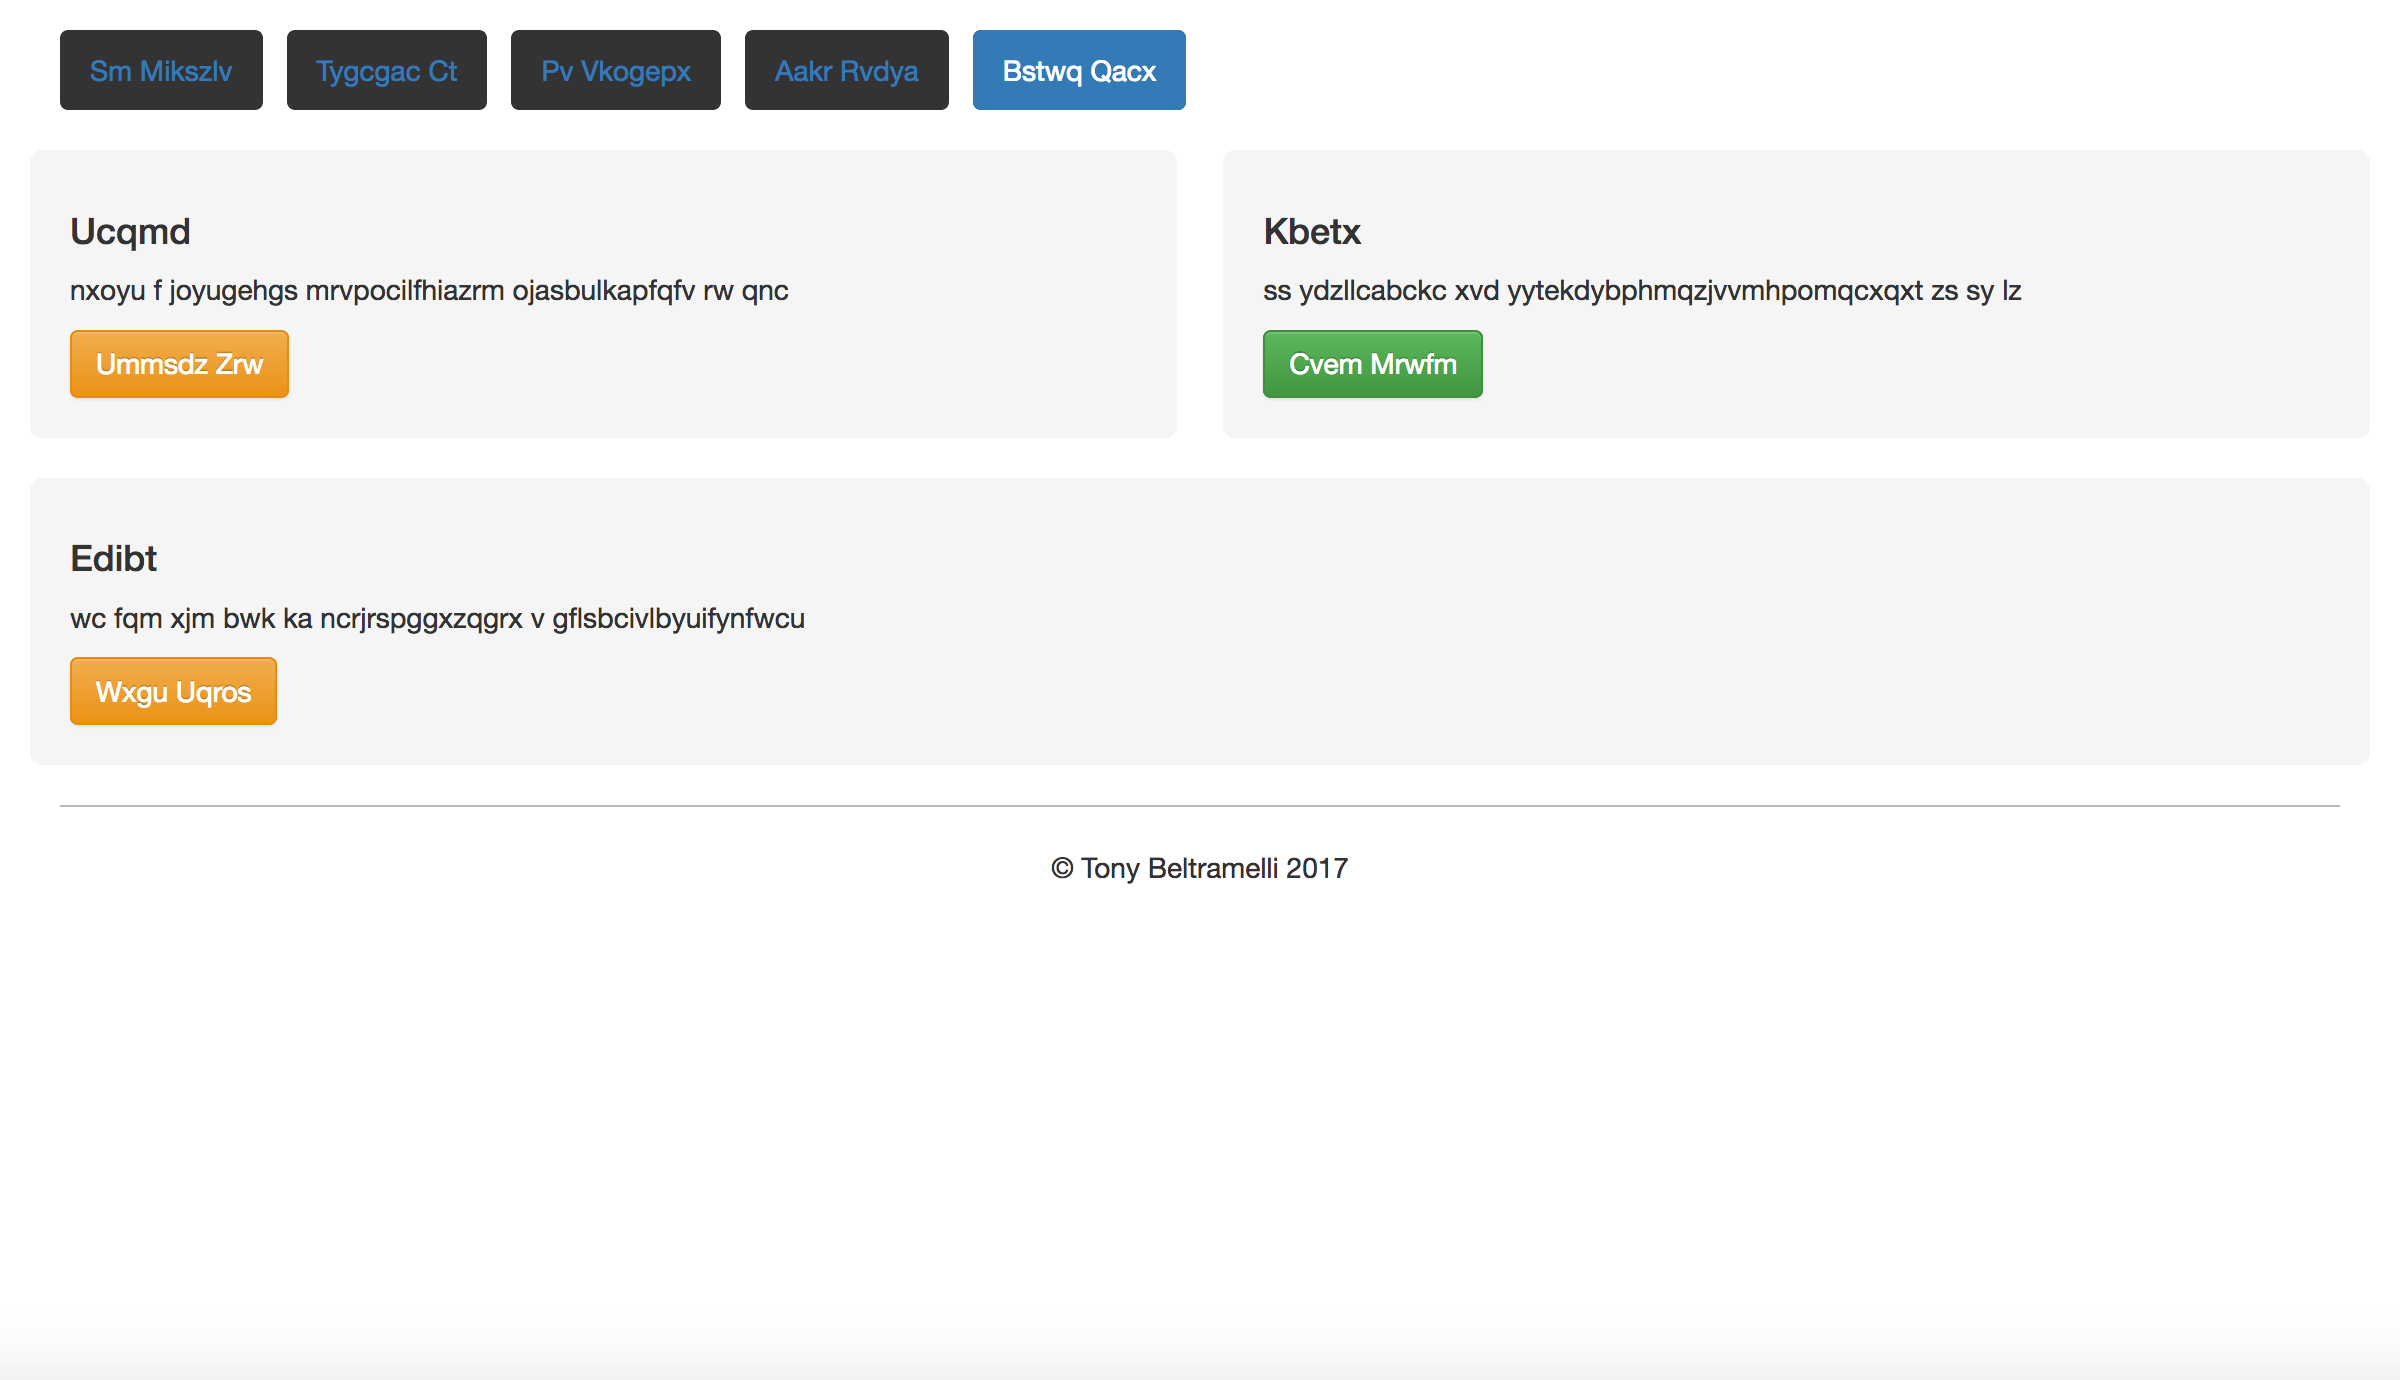 Sm Mikszlv Tygcgac Ct Pv Vkogepx Aakr Rvdya Bstwq Qacx
Ucqmd
nxoyu f joyugehgs mrvpocilfhiazrm ojasbulkapfqfv rw qnc
Ummsdz Zrw
Kbetx
ss ydzllcabckc xvd yytekdybphmqzjvvmhpomqcxqxt zs sy lz
Cvem Mrwfm
Edibt
wc fqm xjm bwk ka ncrjrspggxzqgrx v gflsbcivlbyuifynfwcu
Wxgu Uqros
© Tony Beltramelli 2017